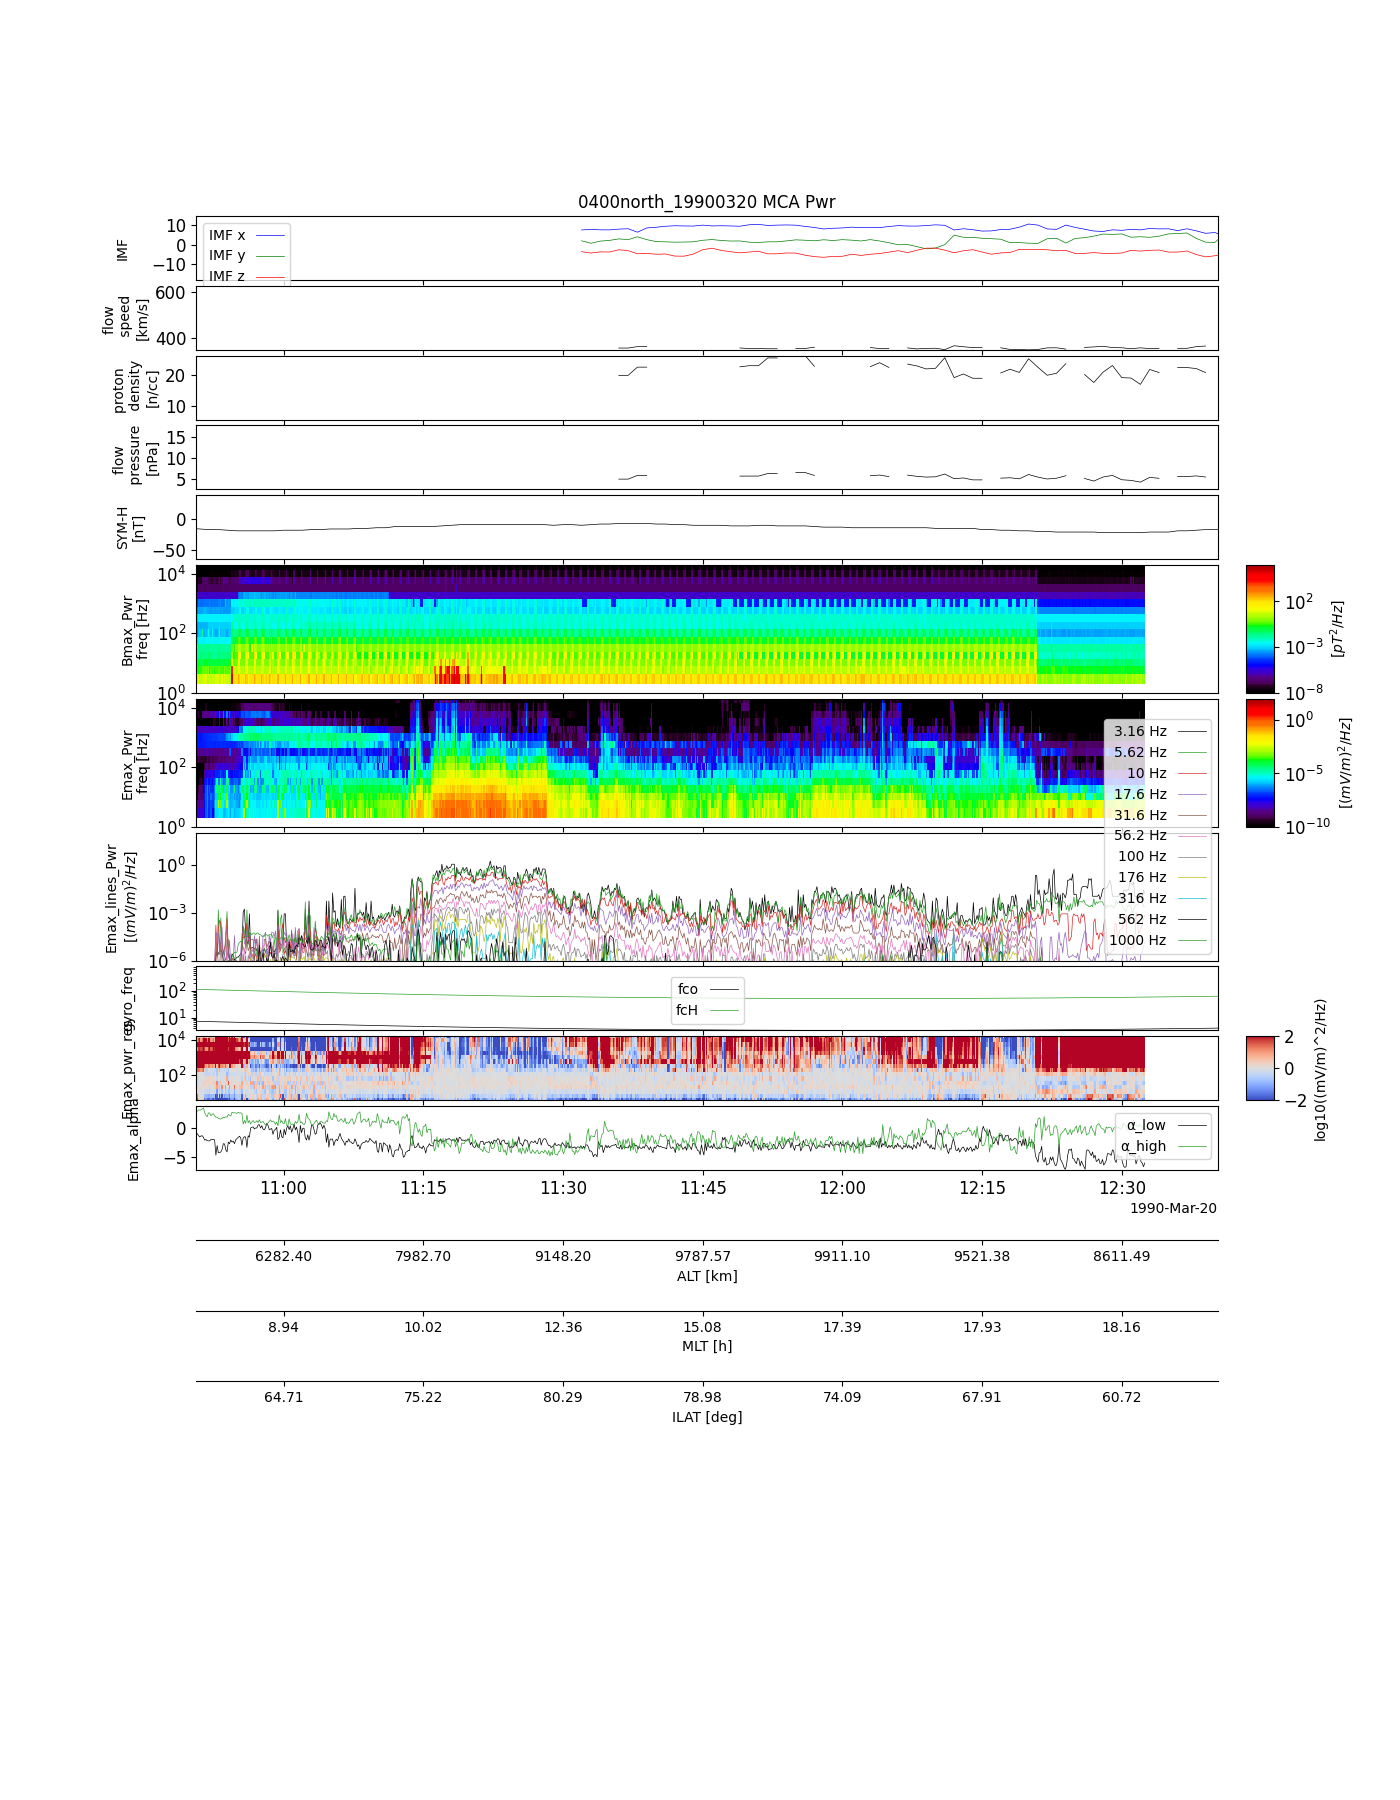 0400north_19900320 MCA Pwr
10
0
−10
IMF
IMF x
IMF y
IMF z
600
400
flow
speed
[km/s]
20
10
proton
density
[n/cc]
15
10
5
flow
pressure
[nPa]
0
−50
SYM-H
[nT]
10^4
10^2
10^0
Bmax_Pwr
freq [Hz]
10^2
10^−3
10^−8
[pT^2/Hz]
10^4
10^2
10^0
Emax_Pwr
freq [Hz]
10^0
10^−5
10^−10
[(mV/m)^2/Hz]
3.16 Hz
5.62 Hz
10 Hz
17.6 Hz
31.6 Hz
56.2 Hz
100 Hz
176 Hz
316 Hz
562 Hz
1000 Hz
10^0
10^−3
10^−6
Emax_lines_Pwr
[(mV/m)^2/Hz]
10^2
10^1
gyro_freq
fco
fcH
10^4
10^2
Emax_pwr_reg
2
0
−2
log10((mV/m)^2/Hz)
0
−5
Emax_alpha
α_low
α_high
11:00 11:15 11:30 11:45 12:00 12:15 12:30
1990-Mar-20
6282.40 7982.70 9148.20 9787.57 9911.10 9521.38 8611.49
ALT [km]
8.94 10.02 12.36 15.08 17.39 17.93 18.16
MLT [h]
64.71 75.22 80.29 78.98 74.09 67.91 60.72
ILAT [deg]